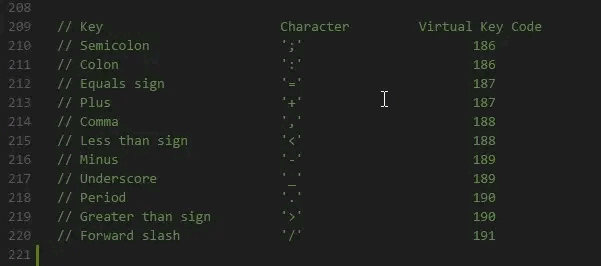 208
209 // Key Character Virtual Key Code
210 // Semicolon ';' 186
211 // Colon ':' 186
212 // Equals sign '=' 187
213 // Plus '+' 187
214 // Comma ',' 188
215 // Less than sign '<' 188
216 // Minus '-' 189
217 // Underscore '_' 189
218 // Period '.' 190
219 // Greater than sign '>' 190
220 // Forward slash '/' 191
221